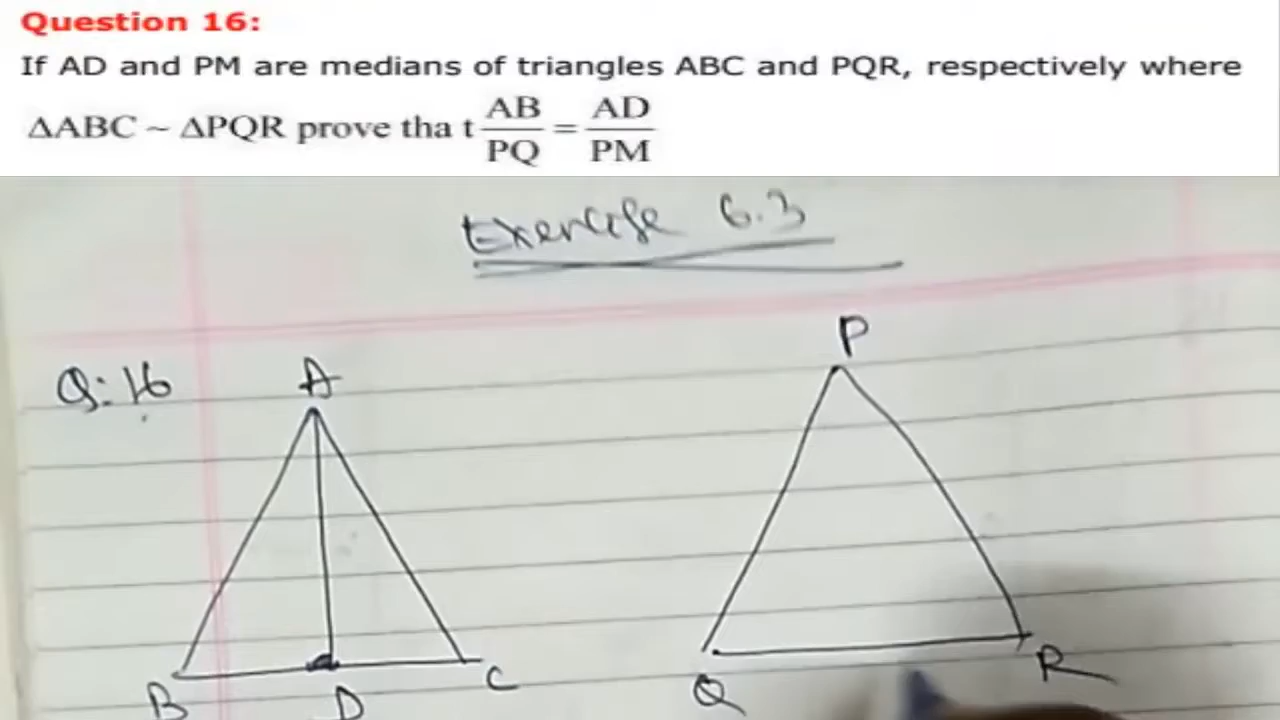 Question 16:
If AD and PM are medians of triangles ABC and PQR, respectively where
ΔABC ~ ΔPQR prove tha t AB/PQ = AD/PM
Exercise 6.3
Q: 16
A
P
B
D
C
Q
R